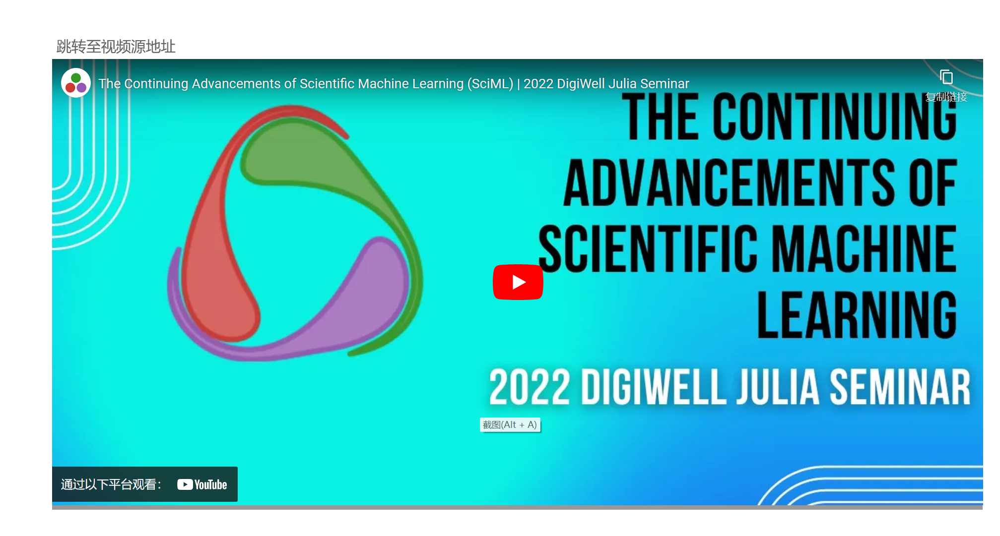 跳转至视频源地址
The Continuing Advancements of Scientific Machine Learning (SciML) | 2022 DigiWell Julia Seminar
复制链接
THE CONTINUING
ADVANCEMENTS OF
SCIENTIFIC MACHINE
LEARNING
2022 DIGIWELL JULIA SEMINAR
截图(Alt + A)
通过以下平台观看： YouTube